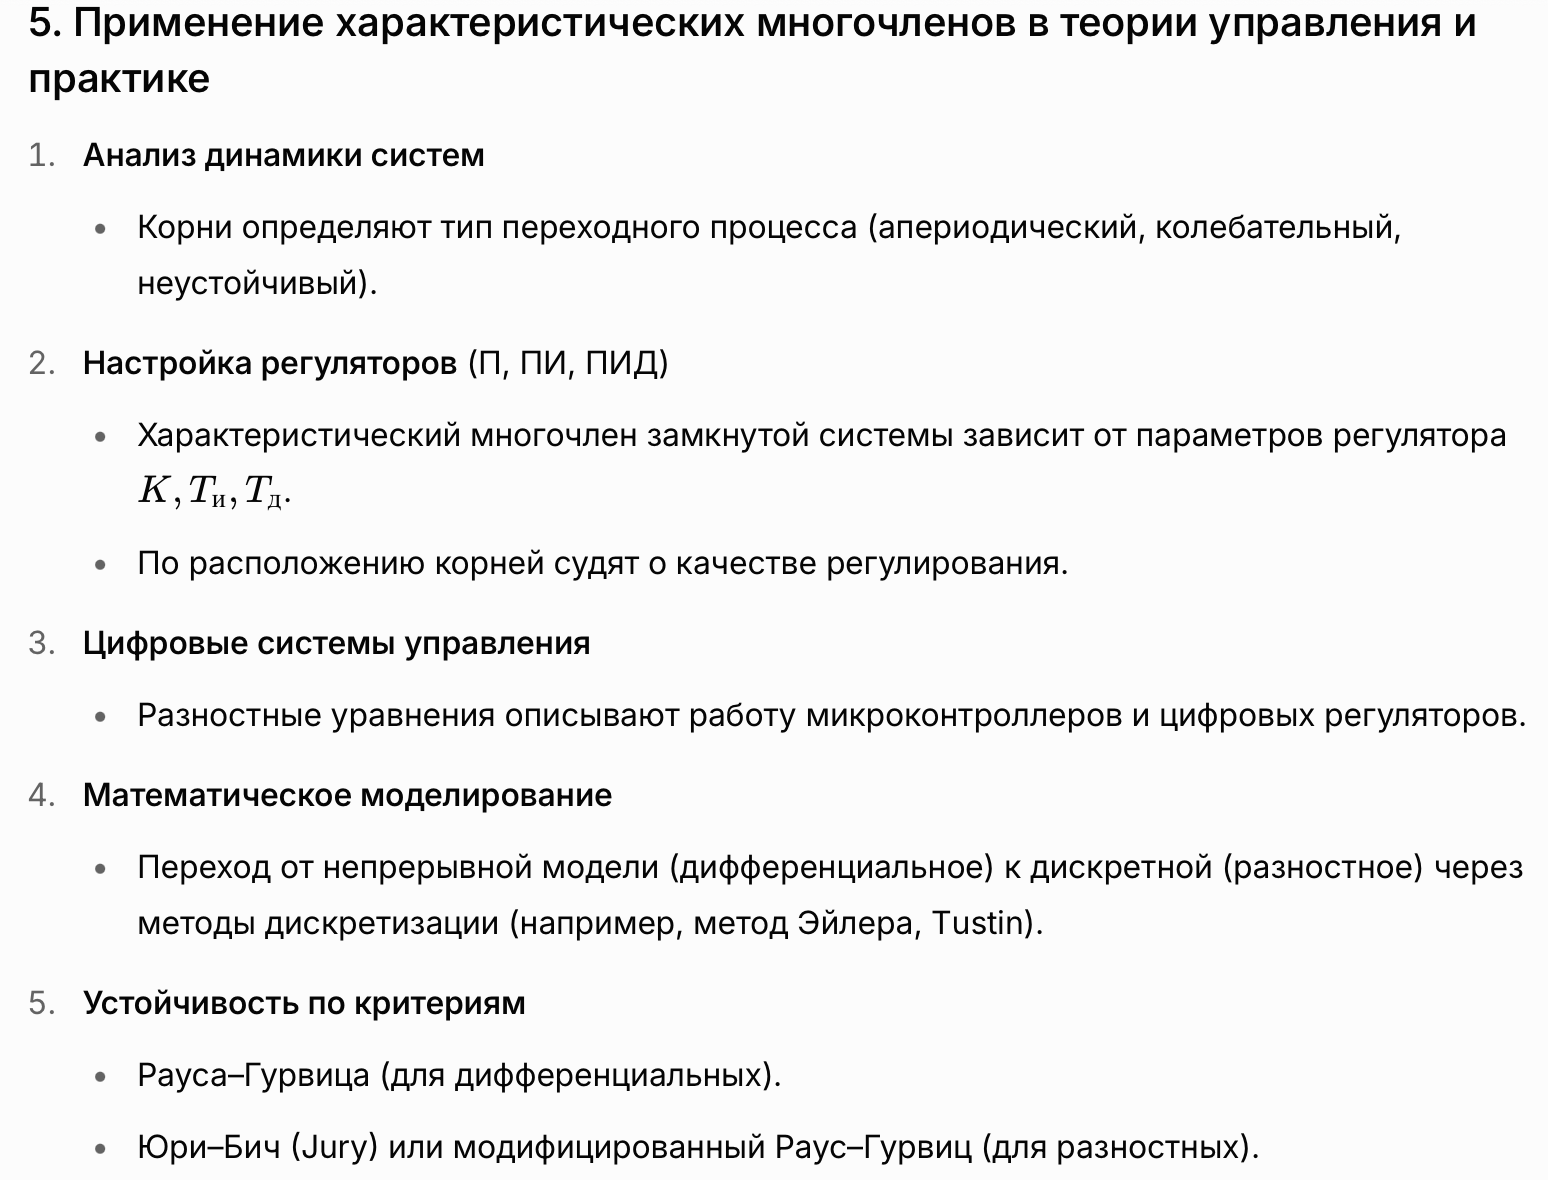 5. Применение характеристических многочленов в теории управления и
практике
1. Анализ динамики систем
• Корни определяют тип переходного процесса (апериодический, колебательный,
неустойчивый).
2. Настройка регуляторов (П, ПИ, ПИД)
• Характеристический многочлен замкнутой системы зависит от параметров регулятора
K, Tи, Tд.
• По расположению корней судят о качестве регулирования.
3. Цифровые системы управления
• Разностные уравнения описывают работу микроконтроллеров и цифровых регуляторов.
4. Математическое моделирование
• Переход от непрерывной модели (дифференциальное) к дискретной (разностное) через
методы дискретизации (например, метод Эйлера, Tustin).
5. Устойчивость по критериям
• Рауса–Гурвица (для дифференциальных).
• Юри–Бич (Jury) или модифицированный Раус–Гурвиц (для разностных).